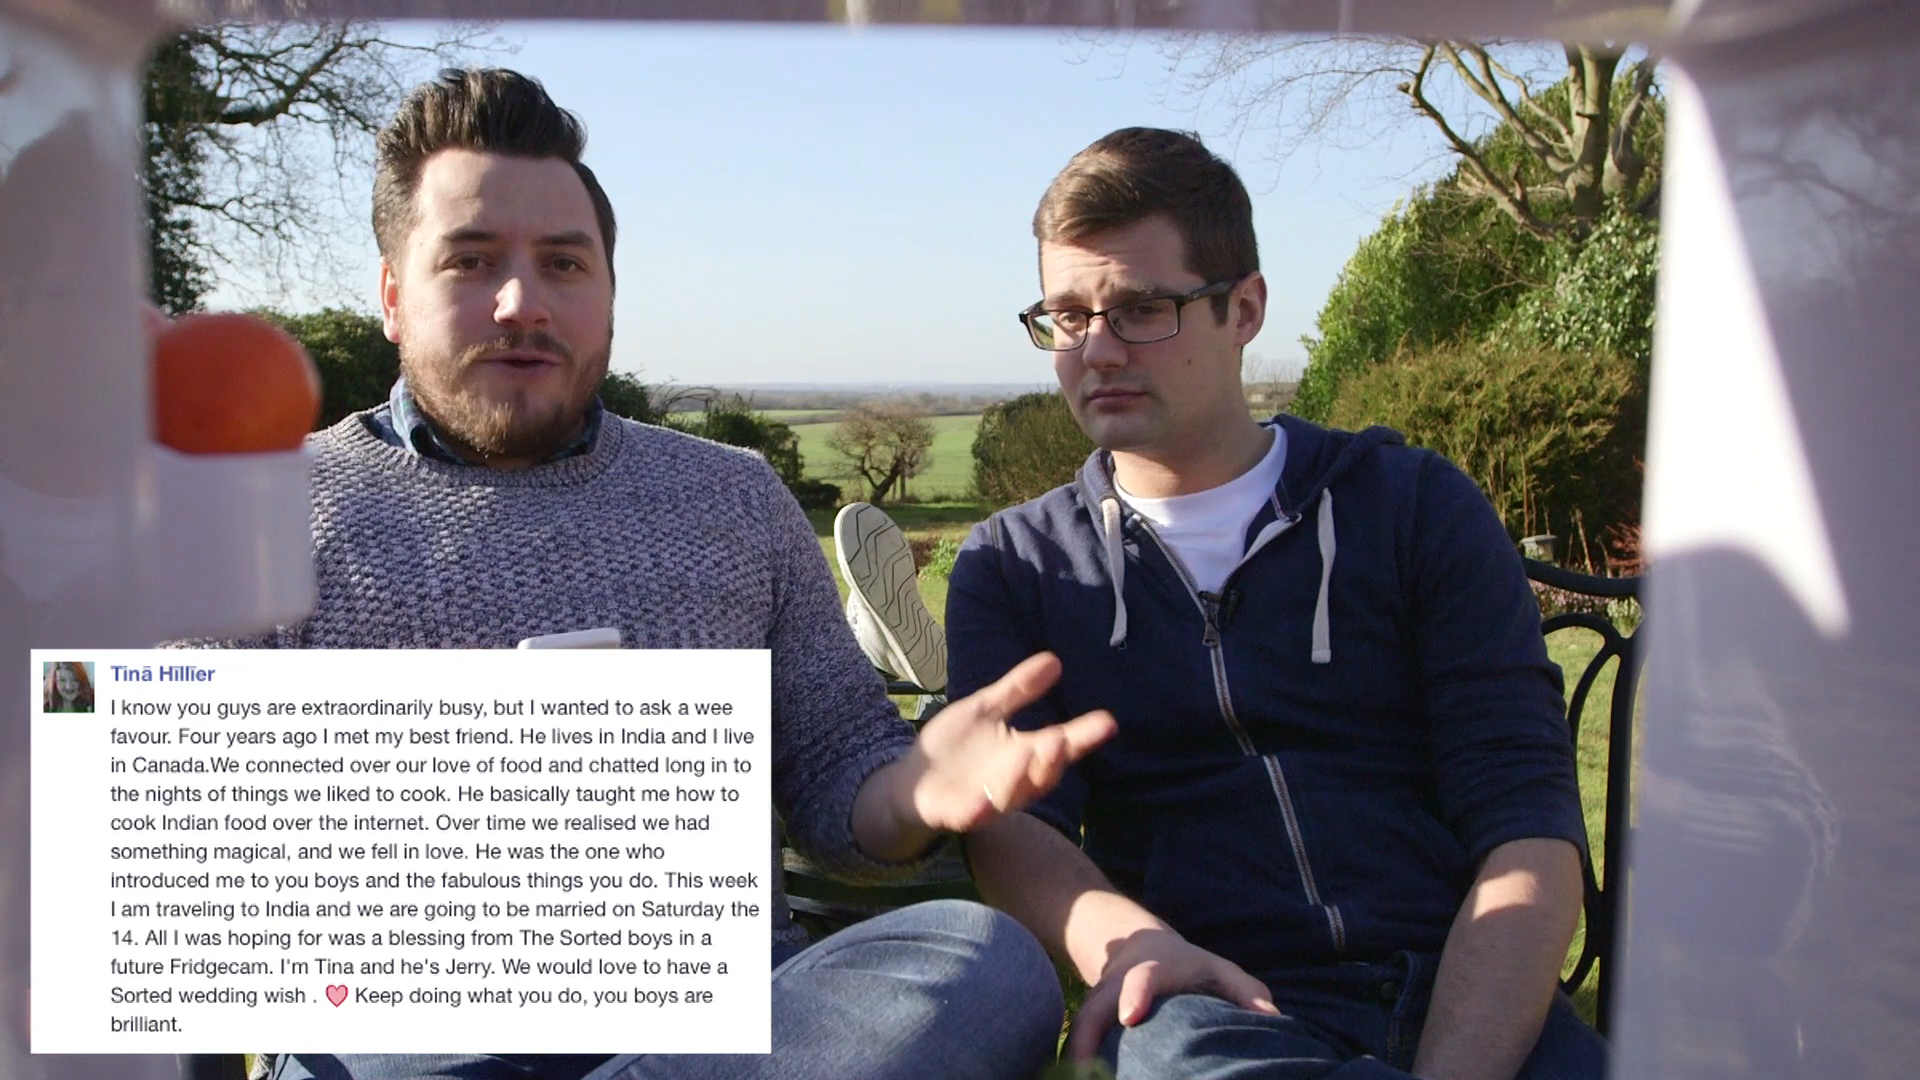 Tinā Hīllīer
I know you guys are extraordinarily busy, but I wanted to ask a wee
favour. Four years ago I met my best friend. He lives in India and I live
in Canada.We connected over our love of food and chatted long in to
the nights of things we liked to cook. He basically taught me how to
cook Indian food over the internet. Over time we realised we had
something magical, and we fell in love. He was the one who
introduced me to you boys and the fabulous things you do. This week
I am traveling to India and we are going to be married on Saturday the
14. All I was hoping for was a blessing from The Sorted boys in a
future Fridgecam. I'm Tina and he's Jerry. We would love to have a
Sorted wedding wish . 💗 Keep doing what you do, you boys are
brilliant.